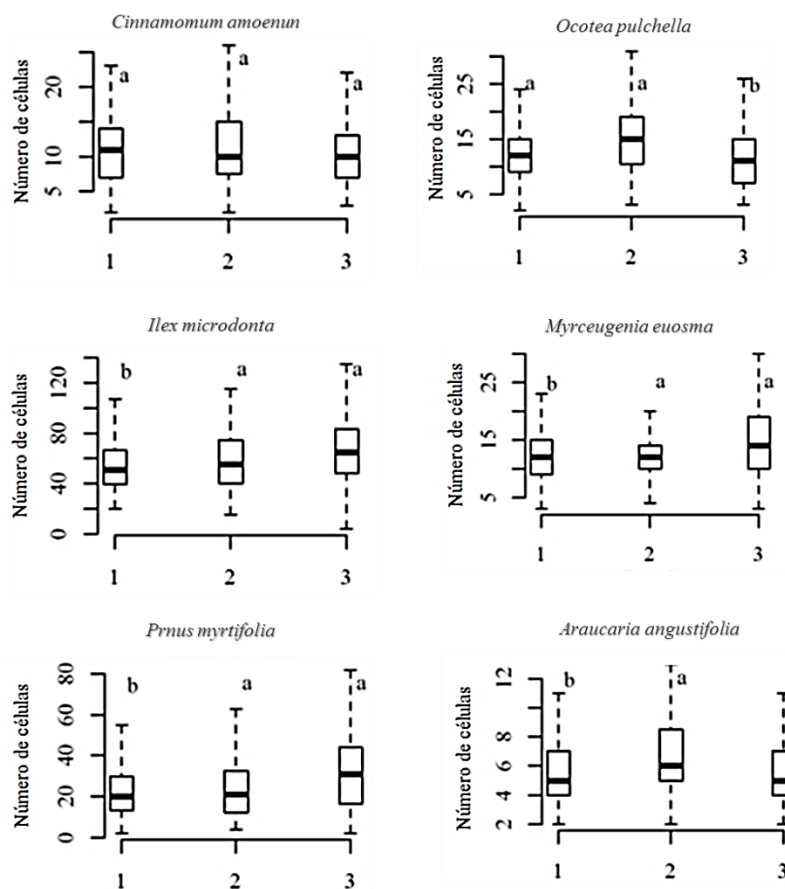 Cinnamomum amoenun
Ocotea pulchella
Número de células
5 10 20
a a a
1 2 3
Número de células
5 15 25
a a b
1 2 3
Ilex microdonta
Myrceugenia euosma
Número de células
0 40 80 120
b a a
1 2 3
Número de células
5 15 25
b a a
1 2 3
Prnus myrtifolia
Araucaria angustifolia
Número de células
0 20 40 60 80
b a a
1 2 3
Número de células
2 4 6 8 12
b a
1 2 3